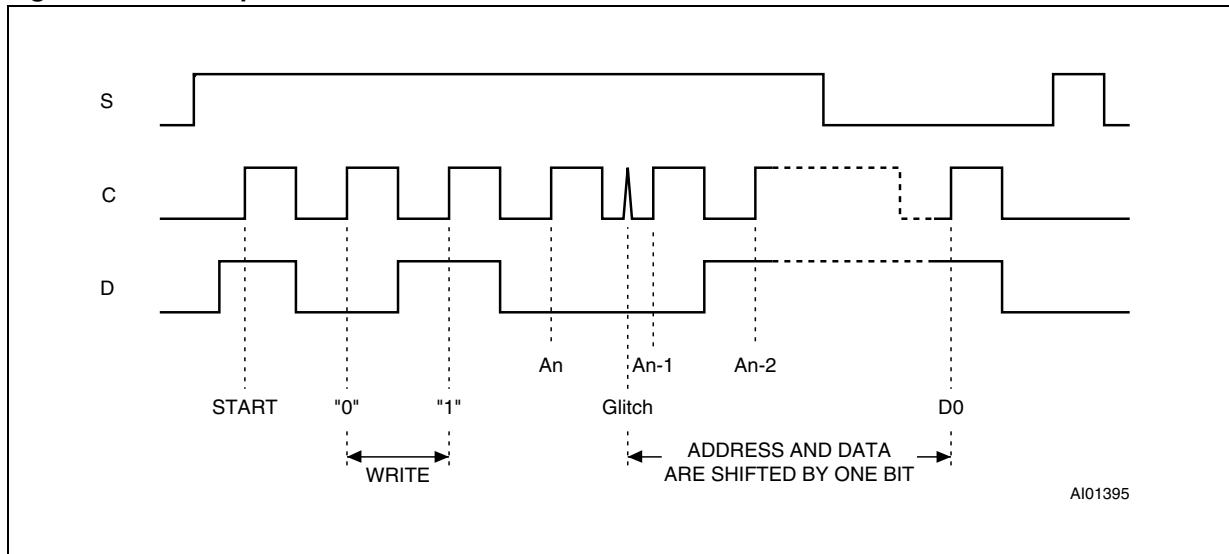 S
C
D
An An-1 An-2
START "0" "1" Glitch D0
WRITE
ADDRESS AND DATA
ARE SHIFTED BY ONE BIT
AI01395